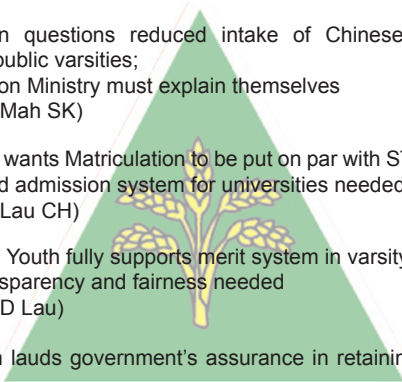 n questions reduced intake of Chinese
public varsities;
on Ministry must explain themselves
Mah SK)
wants Matriculation to be put on par with ST
d admission system for universities needed
Lau CH)
Youth fully supports merit system in varsity
sparency and fairness needed
D Lau)
n lauds government's assurance in retainin